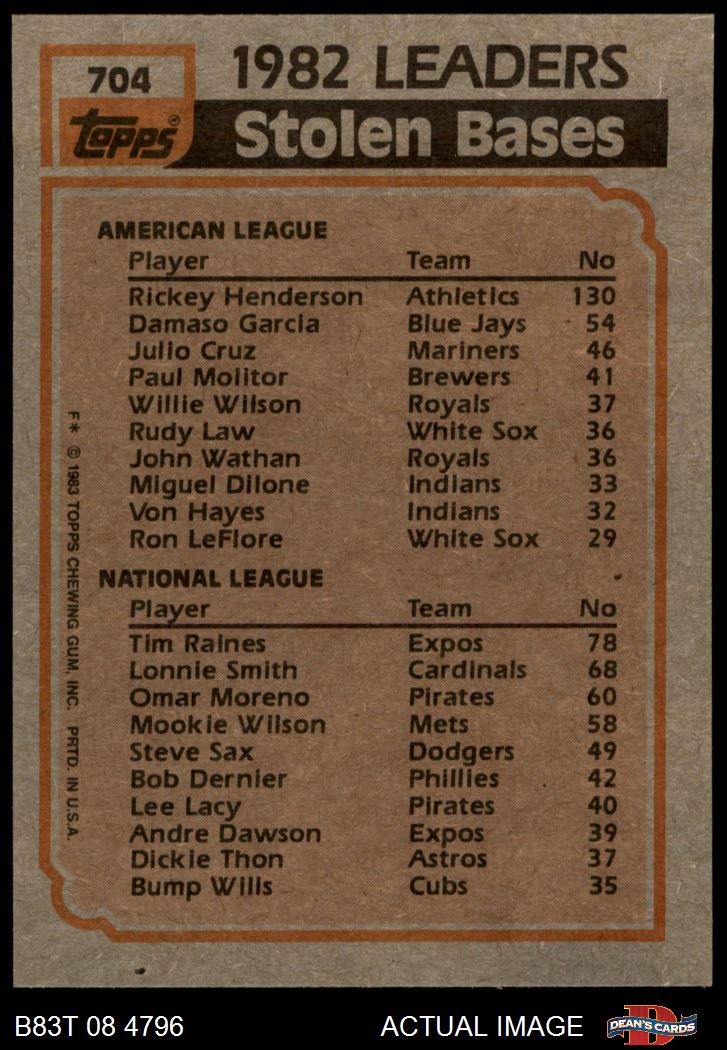 704
1982 LEADERS
topps®
Stolen Bases
AMERICAN LEAGUE
Player Team No
Rickey Henderson Athletics 130
Damaso Garcia Blue Jays 54
Julio Cruz Mariners 46
Paul Molitor Brewers 41
Willie Wilson Royals 37
Rudy Law White Sox 36
John Wathan Royals 36
Miguel Dilone Indians 33
Von Hayes Indians 32
Ron LeFlore White Sox 29
NATIONAL LEAGUE
Player Team No
Tim Raines Expos 78
Lonnie Smith Cardinals 68
Omar Moreno Pirates 60
Mookie Wilson Mets 58
Steve Sax Dodgers 49
Bob Dernier Phillies 42
Lee Lacy Pirates 40
Andre Dawson Expos 39
Dickie Thon Astros 37
Bump Wills Cubs 35
F* © 1983 TOPPS CHEWING GUM, INC. PRTD. IN U.S.A.
B83T 08 4796 ACTUAL IMAGE
D
DEAN'S CARDS